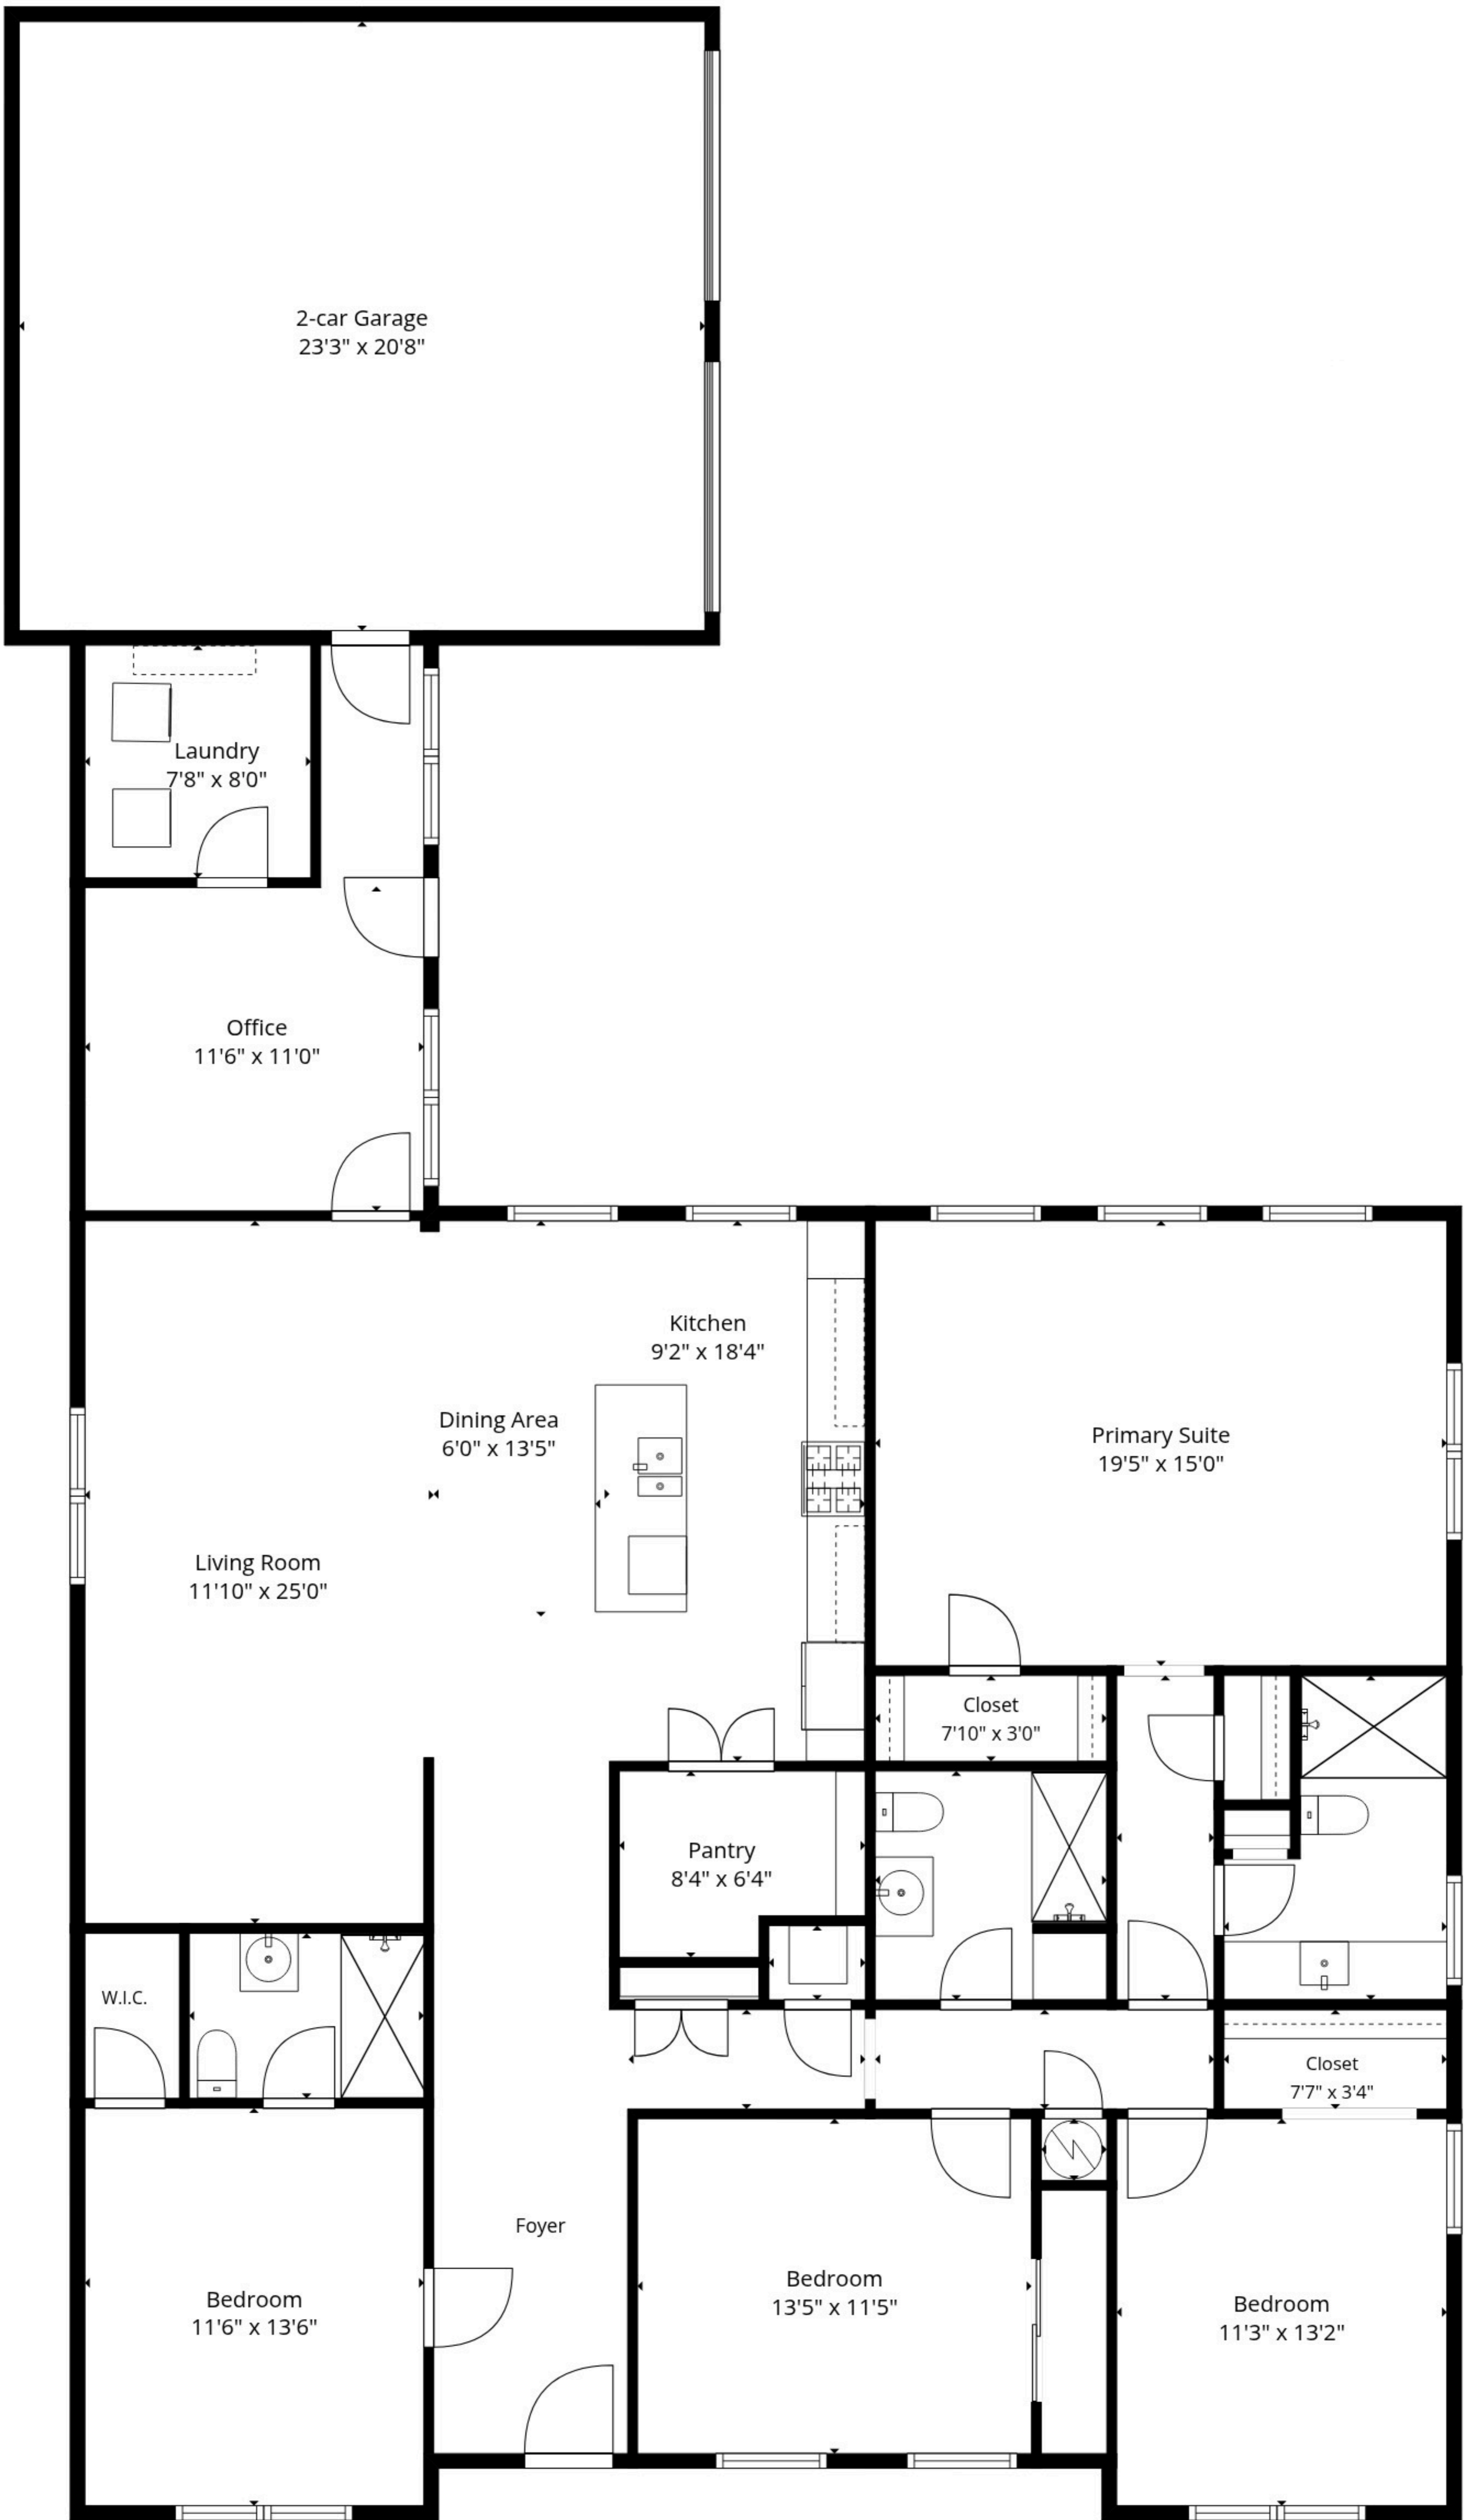 2-car Garage
23'3" x 20'8"
Laundry
7'8" x 8'0"
Office
11'6" x 11'0"
Kitchen
9'2" x 18'4"
Dining Area
6'0" x 13'5"
Primary Suite
19'5" x 15'0"
Living Room
11'10" x 25'0"
Closet
7'10" x 3'0"
Pantry
8'4" x 6'4"
W.I.C.
Closet
7'7" x 3'4"
Foyer
Bedroom
11'6" x 13'6"
Bedroom
13'5" x 11'5"
Bedroom
11'3" x 13'2"